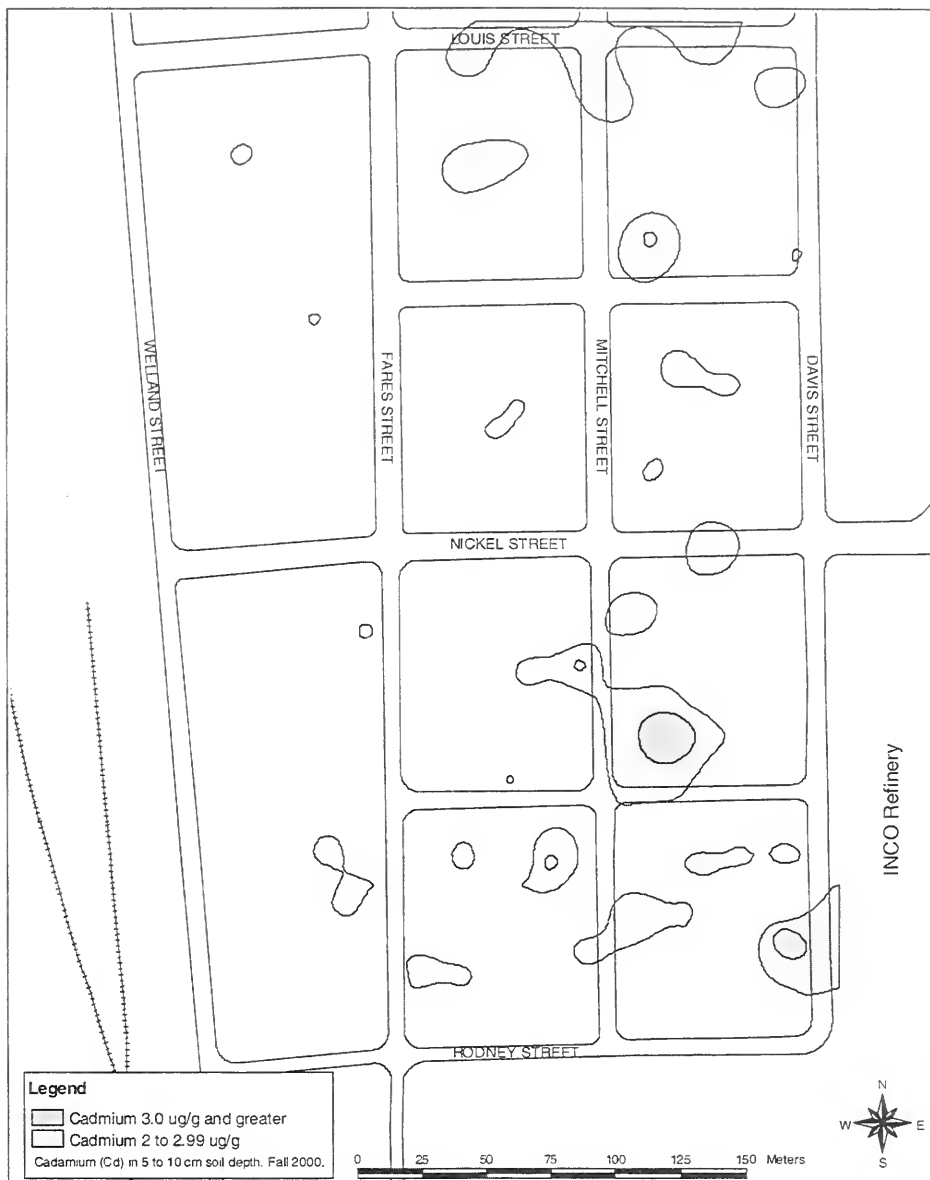 LOUIS STREET
WELLAND STREET
FARES STREET
MITCHELL STREET
DAVIS STREET
NICKEL STREET
INCO Refinery
RODNEY STREET
Legend
Cadmium 3.0 ug/g and greater
Cadmium 2 to 2.99 ug/g
Cadamium (Cd) in 5 to 10 cm soil depth. Fall 2000.
0 25 50 75 100 125 150 Meters
N
W E
S